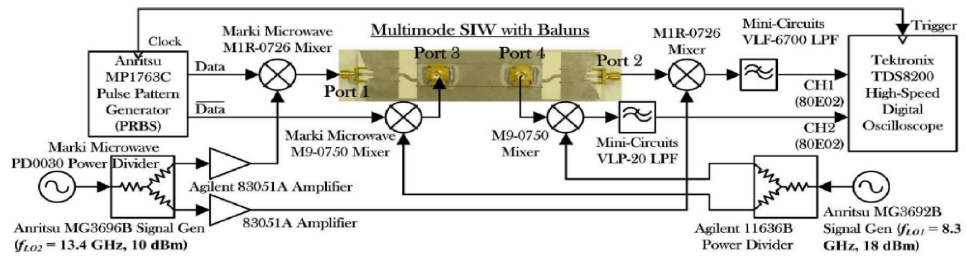 Multimode SIW with Baluns
Trigger
Clock
Marki Microwave
M1R-0726 Mixer
M1R-0726
Mixer
Mini-Circuits
VLF-6700 LPF
Anritsu
MP1763C
Pulse Pattern
Generator
(PRBS)
Data
Data
Port 1
Port 3
Port 4
Port 2
CH1
(80E02)
CH2
(80E02)
Tektronix
TDS8200
High-Speed
Digital
Oscilloscope
Marki Microwave
M9-0750 Mixer
M9-0750
Mixer
Mini-Circuits
VLP-20 LPF
Marki Microwave
PD0030 Power Divider
Agilent 83051A Amplifier
83051A Amplifier
Anritsu MG3696B Signal Gen
(fLO2 = 13.4 GHz, 10 dBm)
Agilent 11636B
Power Divider
Anritsu MG3692B
Signal Gen (fLO1 = 8.3
GHz, 18 dBm)